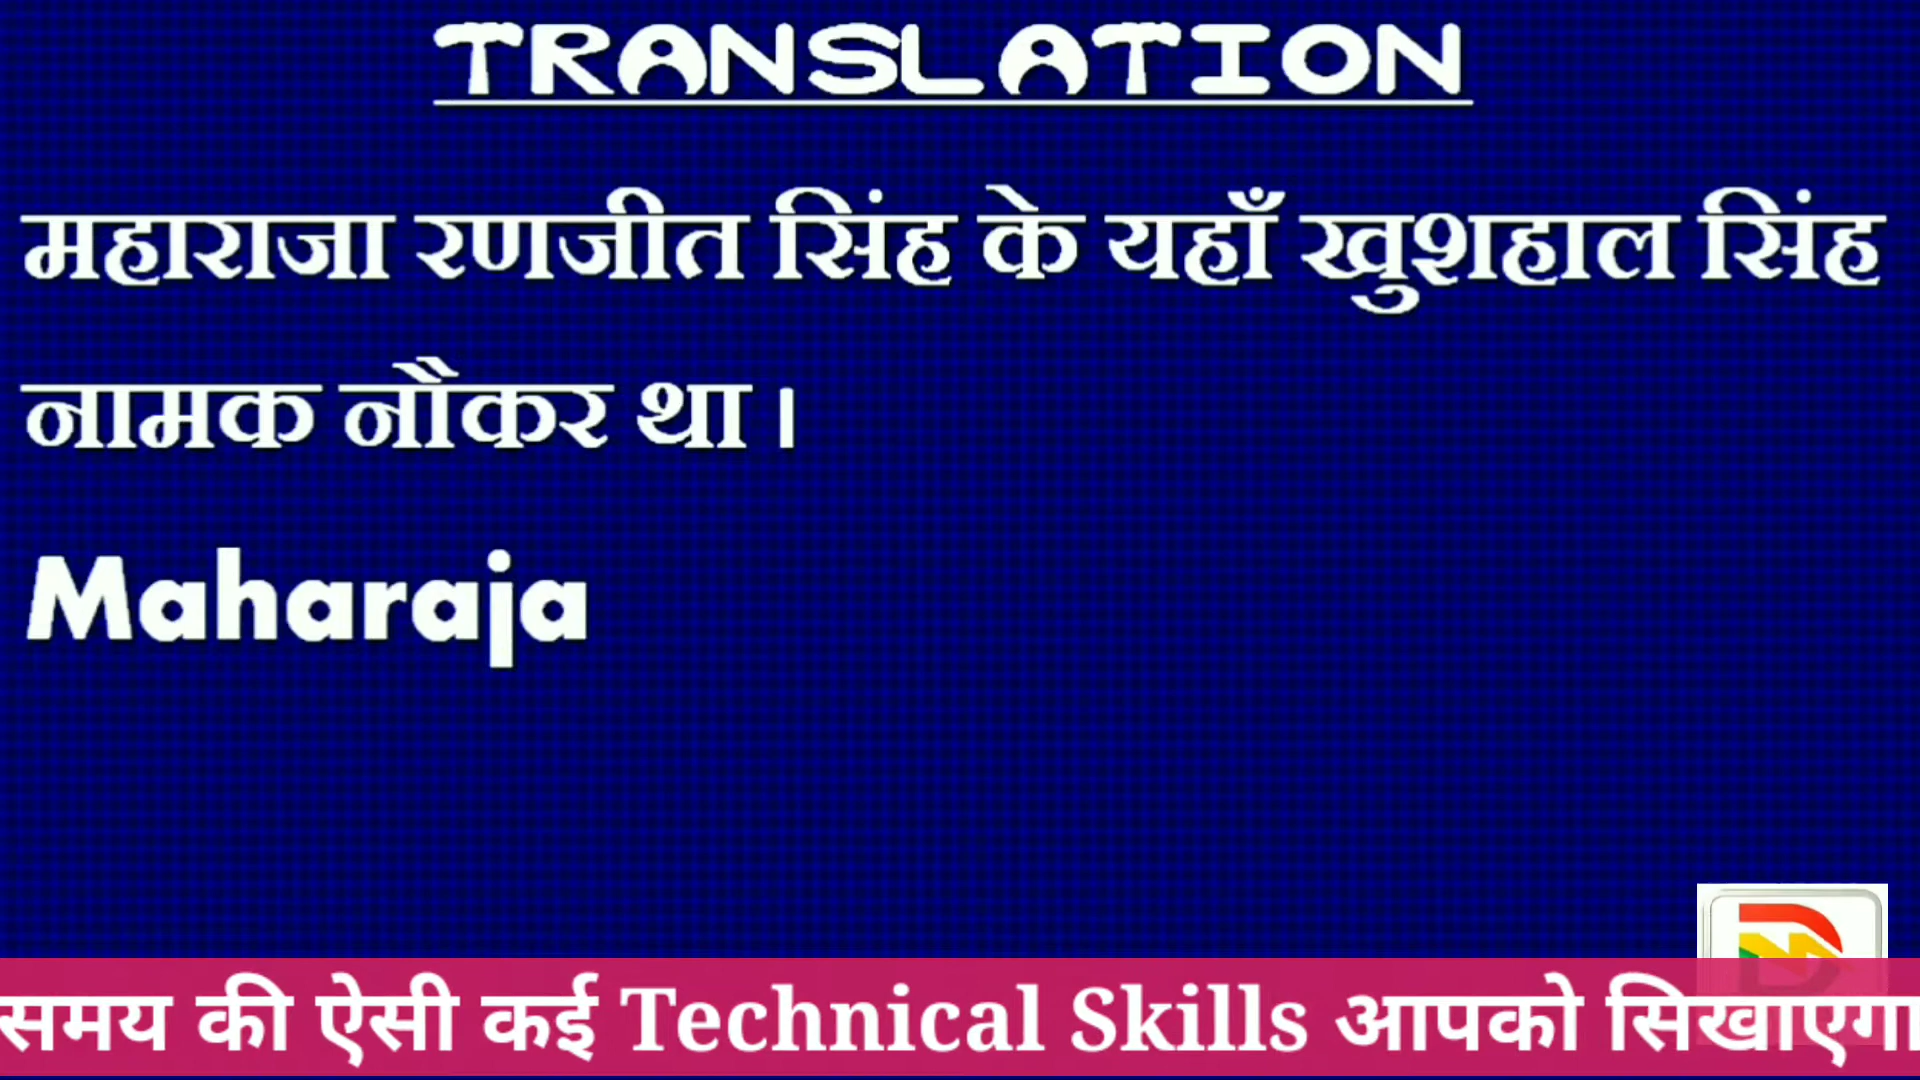 TRANSLATION
महाराजा रणजीत सिंह के यहाँ खुशहाल सिंह
नामक नौकर था ।
Maharaja
समय की ऐसी कई Technical Skills आपको सिखाएगा